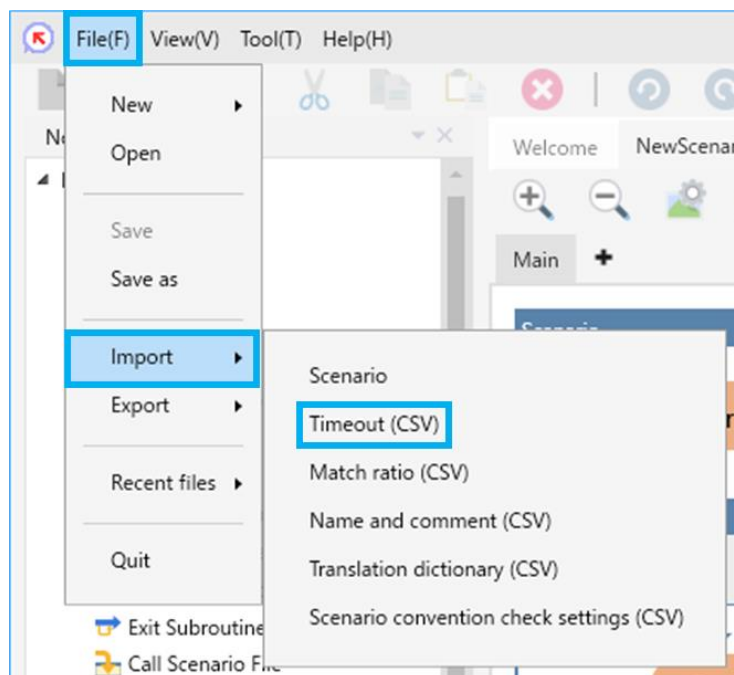 File(F) View(V) Tool(T) Help(H)
New
Open
Save
Save as
Import
Export
Recent files
Quit
Scenario
Timeout (CSV)
Match ratio (CSV)
Name and comment (CSV)
Translation dictionary (CSV)
Scenario convention check settings (CSV)
Welcome NewScenar
Main
Exit Subroutine
Call Scenario